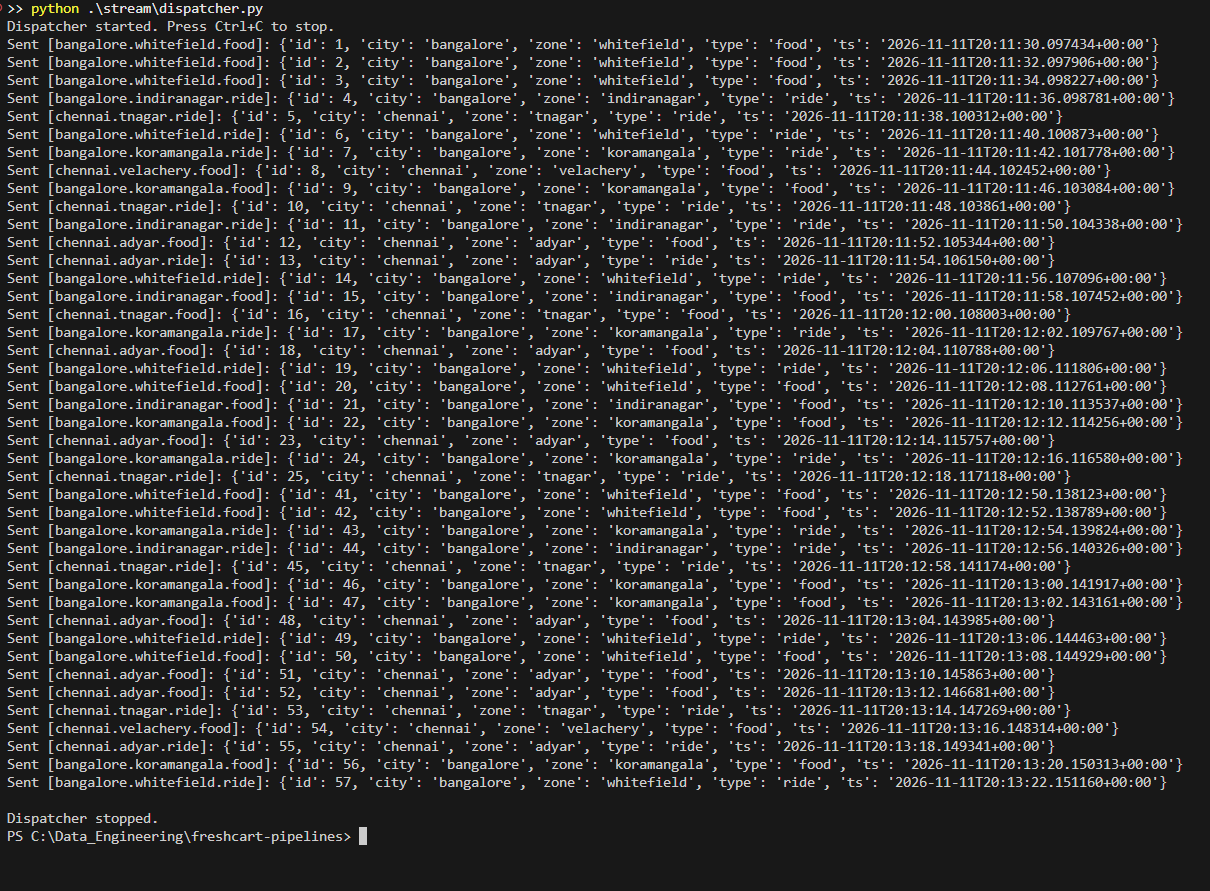 >> python .\stream\dispatcher.py
Dispatcher started. Press Ctrl+C to stop.
Sent [bangalore.whitefield.food]: {'id': 1, 'city': 'bangalore', 'zone': 'whitefield', 'type': 'food', 'ts': '2026-11-11T20:11:30.097434+00:00'}
Sent [bangalore.whitefield.food]: {'id': 2, 'city': 'bangalore', 'zone': 'whitefield', 'type': 'food', 'ts': '2026-11-11T20:11:32.097906+00:00'}
Sent [bangalore.whitefield.food]: {'id': 3, 'city': 'bangalore', 'zone': 'whitefield', 'type': 'food', 'ts': '2026-11-11T20:11:34.098227+00:00'}
Sent [bangalore.indiranagar.ride]: {'id': 4, 'city': 'bangalore', 'zone': 'indiranagar', 'type': 'ride', 'ts': '2026-11-11T20:11:36.098781+00:00'}
Sent [chennai.tnagar.ride]: {'id': 5, 'city': 'chennai', 'zone': 'tnagar', 'type': 'ride', 'ts': '2026-11-11T20:11:38.100312+00:00'}
Sent [bangalore.whitefield.ride]: {'id': 6, 'city': 'bangalore', 'zone': 'whitefield', 'type': 'ride', 'ts': '2026-11-11T20:11:40.100873+00:00'}
Sent [bangalore.koramangala.ride]: {'id': 7, 'city': 'bangalore', 'zone': 'koramangala', 'type': 'ride', 'ts': '2026-11-11T20:11:42.101778+00:00'}
Sent [chennai.velachery.food]: {'id': 8, 'city': 'chennai', 'zone': 'velachery', 'type': 'food', 'ts': '2026-11-11T20:11:44.102452+00:00'}
Sent [bangalore.koramangala.food]: {'id': 9, 'city': 'bangalore', 'zone': 'koramangala', 'type': 'food', 'ts': '2026-11-11T20:11:46.103084+00:00'}
Sent [chennai.tnagar.ride]: {'id': 10, 'city': 'chennai', 'zone': 'tnagar', 'type': 'ride', 'ts': '2026-11-11T20:11:48.103861+00:00'}
Sent [bangalore.indiranagar.ride]: {'id': 11, 'city': 'bangalore', 'zone': 'indiranagar', 'type': 'ride', 'ts': '2026-11-11T20:11:50.104338+00:00'}
Sent [chennai.adyar.food]: {'id': 12, 'city': 'chennai', 'zone': 'adyar', 'type': 'food', 'ts': '2026-11-11T20:11:52.105344+00:00'}
Sent [chennai.adyar.ride]: {'id': 13, 'city': 'chennai', 'zone': 'adyar', 'type': 'ride', 'ts': '2026-11-11T20:11:54.106150+00:00'}
Sent [bangalore.whitefield.ride]: {'id': 14, 'city': 'bangalore', 'zone': 'whitefield', 'type': 'ride', 'ts': '2026-11-11T20:11:56.107096+00:00'}
Sent [bangalore.indiranagar.food]: {'id': 15, 'city': 'bangalore', 'zone': 'indiranagar', 'type': 'food', 'ts': '2026-11-11T20:11:58.107452+00:00'}
Sent [chennai.tnagar.food]: {'id': 16, 'city': 'chennai', 'zone': 'tnagar', 'type': 'food', 'ts': '2026-11-11T20:12:00.108003+00:00'}
Sent [bangalore.koramangala.ride]: {'id': 17, 'city': 'bangalore', 'zone': 'koramangala', 'type': 'ride', 'ts': '2026-11-11T20:12:02.109767+00:00'}
Sent [chennai.adyar.food]: {'id': 18, 'city': 'chennai', 'zone': 'adyar', 'type': 'food', 'ts': '2026-11-11T20:12:04.110788+00:00'}
Sent [bangalore.whitefield.ride]: {'id': 19, 'city': 'bangalore', 'zone': 'whitefield', 'type': 'ride', 'ts': '2026-11-11T20:12:06.111806+00:00'}
Sent [bangalore.whitefield.food]: {'id': 20, 'city': 'bangalore', 'zone': 'whitefield', 'type': 'food', 'ts': '2026-11-11T20:12:08.112761+00:00'}
Sent [bangalore.indiranagar.food]: {'id': 21, 'city': 'bangalore', 'zone': 'indiranagar', 'type': 'food', 'ts': '2026-11-11T20:12:10.113537+00:00'}
Sent [bangalore.koramangala.food]: {'id': 22, 'city': 'bangalore', 'zone': 'koramangala', 'type': 'food', 'ts': '2026-11-11T20:12:12.114256+00:00'}
Sent [chennai.adyar.food]: {'id': 23, 'city': 'chennai', 'zone': 'adyar', 'type': 'food', 'ts': '2026-11-11T20:12:14.115757+00:00'}
Sent [bangalore.koramangala.ride]: {'id': 24, 'city': 'bangalore', 'zone': 'koramangala', 'type': 'ride', 'ts': '2026-11-11T20:12:16.116580+00:00'}
Sent [chennai.tnagar.ride]: {'id': 25, 'city': 'chennai', 'zone': 'tnagar', 'type': 'ride', 'ts': '2026-11-11T20:12:18.117118+00:00'}
Sent [bangalore.whitefield.food]: {'id': 41, 'city': 'bangalore', 'zone': 'whitefield', 'type': 'food', 'ts': '2026-11-11T20:12:50.138123+00:00'}
Sent [bangalore.whitefield.food]: {'id': 42, 'city': 'bangalore', 'zone': 'whitefield', 'type': 'food', 'ts': '2026-11-11T20:12:52.138789+00:00'}
Sent [bangalore.koramangala.ride]: {'id': 43, 'city': 'bangalore', 'zone': 'koramangala', 'type': 'ride', 'ts': '2026-11-11T20:12:54.139824+00:00'}
Sent [bangalore.indiranagar.ride]: {'id': 44, 'city': 'bangalore', 'zone': 'indiranagar', 'type': 'ride', 'ts': '2026-11-11T20:12:56.140326+00:00'}
Sent [chennai.tnagar.ride]: {'id': 45, 'city': 'chennai', 'zone': 'tnagar', 'type': 'ride', 'ts': '2026-11-11T20:12:58.141174+00:00'}
Sent [bangalore.koramangala.food]: {'id': 46, 'city': 'bangalore', 'zone': 'koramangala', 'type': 'food', 'ts': '2026-11-11T20:13:00.141917+00:00'}
Sent [bangalore.koramangala.food]: {'id': 47, 'city': 'bangalore', 'zone': 'koramangala', 'type': 'food', 'ts': '2026-11-11T20:13:02.143161+00:00'}
Sent [chennai.adyar.food]: {'id': 48, 'city': 'chennai', 'zone': 'adyar', 'type': 'food', 'ts': '2026-11-11T20:13:04.143985+00:00'}
Sent [bangalore.whitefield.ride]: {'id': 49, 'city': 'bangalore', 'zone': 'whitefield', 'type': 'ride', 'ts': '2026-11-11T20:13:06.144463+00:00'}
Sent [bangalore.whitefield.food]: {'id': 50, 'city': 'bangalore', 'zone': 'whitefield', 'type': 'food', 'ts': '2026-11-11T20:13:08.144929+00:00'}
Sent [chennai.adyar.food]: {'id': 51, 'city': 'chennai', 'zone': 'adyar', 'type': 'food', 'ts': '2026-11-11T20:13:10.145863+00:00'}
Sent [chennai.adyar.food]: {'id': 52, 'city': 'chennai', 'zone': 'adyar', 'type': 'food', 'ts': '2026-11-11T20:13:12.146681+00:00'}
Sent [chennai.tnagar.ride]: {'id': 53, 'city': 'chennai', 'zone': 'tnagar', 'type': 'ride', 'ts': '2026-11-11T20:13:14.147269+00:00'}
Sent [chennai.velachery.food]: {'id': 54, 'city': 'chennai', 'zone': 'velachery', 'type': 'food', 'ts': '2026-11-11T20:13:16.148314+00:00'}
Sent [chennai.adyar.ride]: {'id': 55, 'city': 'chennai', 'zone': 'adyar', 'type': 'ride', 'ts': '2026-11-11T20:13:18.149341+00:00'}
Sent [bangalore.koramangala.food]: {'id': 56, 'city': 'bangalore', 'zone': 'koramangala', 'type': 'food', 'ts': '2026-11-11T20:13:20.150313+00:00'}
Sent [bangalore.whitefield.ride]: {'id': 57, 'city': 'bangalore', 'zone': 'whitefield', 'type': 'ride', 'ts': '2026-11-11T20:13:22.151160+00:00'}
Dispatcher stopped.
PS C:\Data_Engineering\freshcart-pipelines>